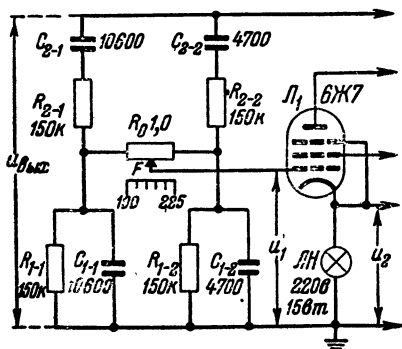 C₂₋₁ 10600
C₂₋₂ 4700
R₂₋₁ 150к
R₂₋₂ 150к
Л₁ 6Ж7
R₀ 1,0
F
100 225
uвых
R₁₋₁ 150к
C₁₋₁ 10600
R₁₋₂ 150к
C₁₋₂ 4700
u₁
ЛН 220в 15вт
u₂